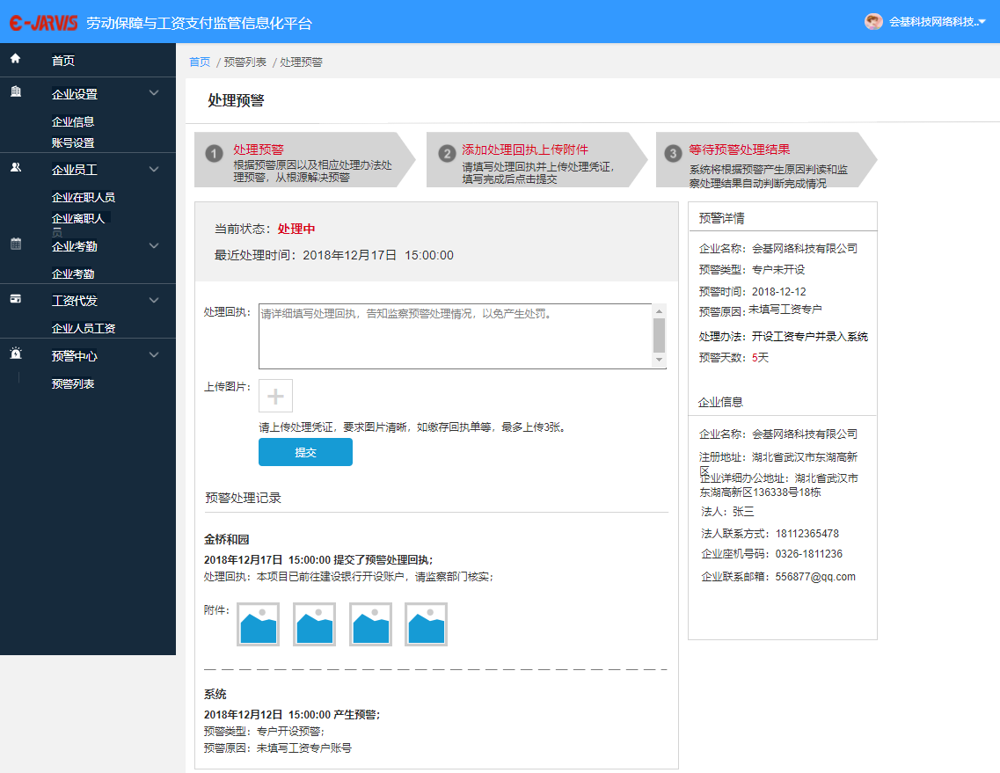 E-JARVIS 劳动保障与工资支付监管信息化平台
会基科技网络科技..
首页
企业设置
企业信息
账号设置
企业员工
企业在职人员
企业离职人
员
企业考勤
企业考勤
工资代发
企业人员工资
预警中心
预警列表
首页 / 预警列表 / 处理预警
处理预警
1 处理预警
根据预警原因以及相应处理办法处
理预警，从根源解决预警
2 添加处理回执上传附件
请填写处理回执并上传处理凭证，
填写完成后点击提交
3 等待预警处理结果
系统将根据预警产生原因判读和监
察处理结果自动判断完成情况
当前状态：处理中
最近处理时间：2018年12月17日 15:00:00
处理回执：
请详细填写处理回执，告知监察预警处理情况，以免产生处罚。
上传图片：
请上传处理凭证，要求图片清晰，如缴存回执单等，最多上传3张。
提交
预警处理记录
金桥和园
2018年12月17日 15:00:00 提交了预警处理回执；
处理回执：本项目已前往建设银行开设账户，请监察部门核实；
附件：
系统
2018年12月12日 15:00:00 产生预警；
预警类型：专户开设预警；
预警原因：未填写工资专户账号
预警详情
企业名称：会基网络科技有限公司
预警类型：专户未开设
预警时间：2018-12-12
预警原因：未填写工资专户
处理办法：开设工资专户并录入系统
预警天数：5天
企业信息
企业名称：会基网络科技有限公司
注册地址：湖北省武汉市东湖高新
区
企业详细办公地址：湖北省武汉市
东湖高新区136338号18栋
法人：张三
法人联系方式：18112365478
企业座机号码：0326-1811236
企业联系邮箱：556877@qq.com